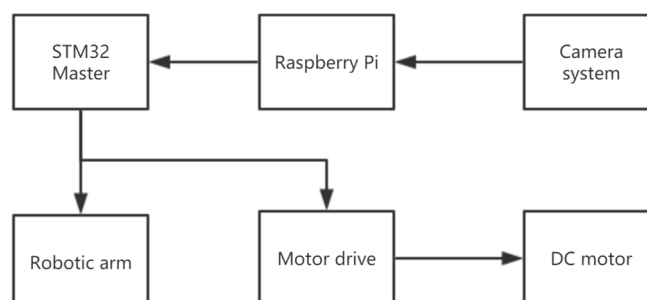 STM32
Master
Raspberry Pi
Camera
system
Robotic arm
Motor drive
DC motor